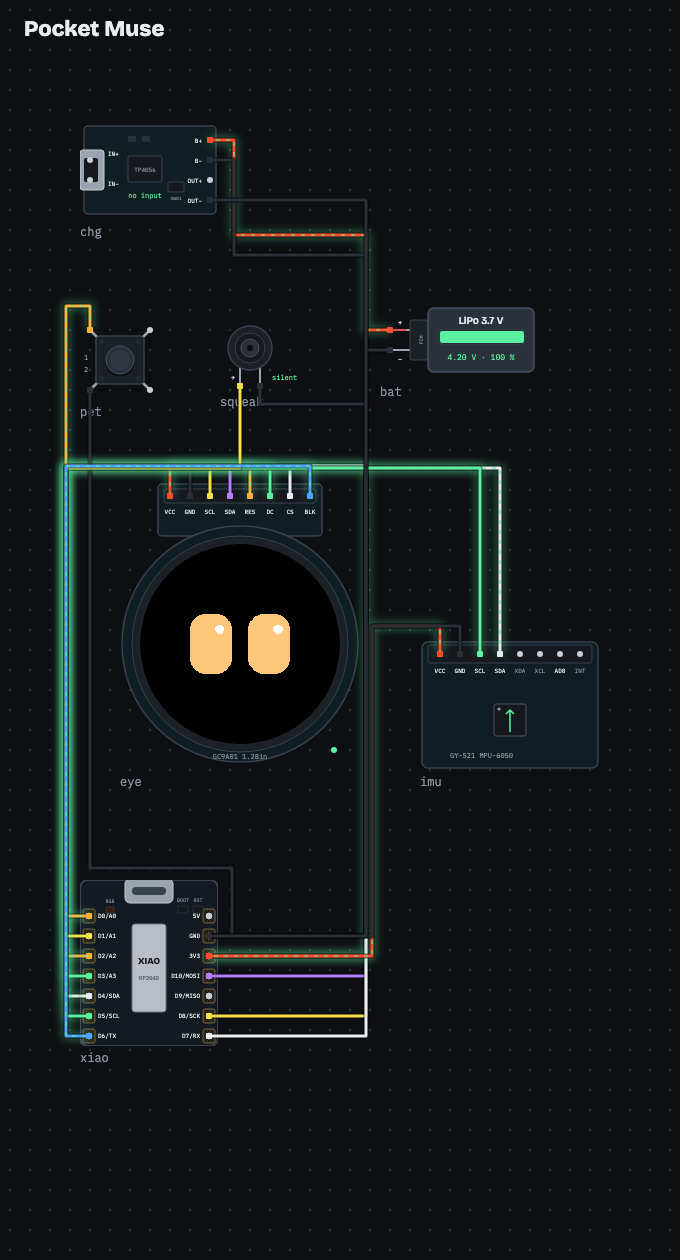 Pocket Muse
B+
IN+
B-
TP4056
OUT+
IN-
no input
OUT-
chg
+
LiPo 3.7 V
PCM
4.20 V · 100 %
-
bat
1
2
pet
+
silent
squeak
VCC GND SCL SDA RES DC CS BLK
GC9A01 1.28in
eye
VCC GND SCL SDA XDA XCL AD0 INT
GY-521 MPU-6050
imu
RGB
BOOT RST
D0/A0
5V
D1/A1
GND
D2/A2
XIAO
3V3
D3/A3
RP2040
D10/MOSI
D4/SDA
D9/MISO
D5/SCL
D8/SCK
D6/TX
D7/RX
xiao